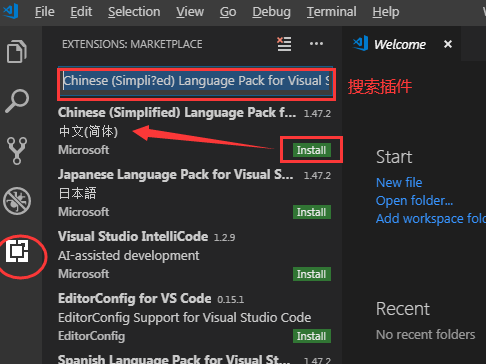 File Edit Selection View Go Debug Terminal Install
EXTENSIONS: MARKETPLACE
Welcome
Chinese (Simpli?ed) Language Pack for Visual S
搜索插件
Chinese (Simplified) Language Pack f... 1.47.2
中文(简体)
Microsoft Install
Japanese Language Pack for Visual S... 1.47.2
日本語
Microsoft Install
Visual Studio IntelliCode 1.2.9
AI-assisted development
Microsoft Install
EditorConfig for VS Code 0.15.1
EditorConfig Support for Visual Studio Code
EditorConfig Install
Spanish Language Pack for Visual S... 1.47.2
Start
New file
Open folder...
Add workspace fold
Recent
No recent folders